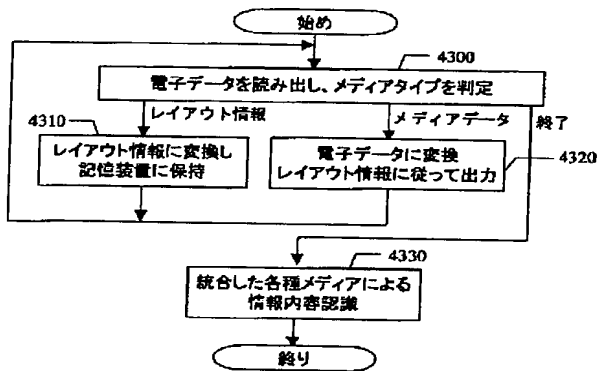 始め
4300
電子データを読み出し、メディアタイプを判定
4310
レイアウト情報
メディアデータ
終了
レイアウト情報に変換し
記憶装置に保持
電子データに変換
レイアウト情報に従って出力
4320
4330
統合した各種メディアによる
情報内容認識
終り